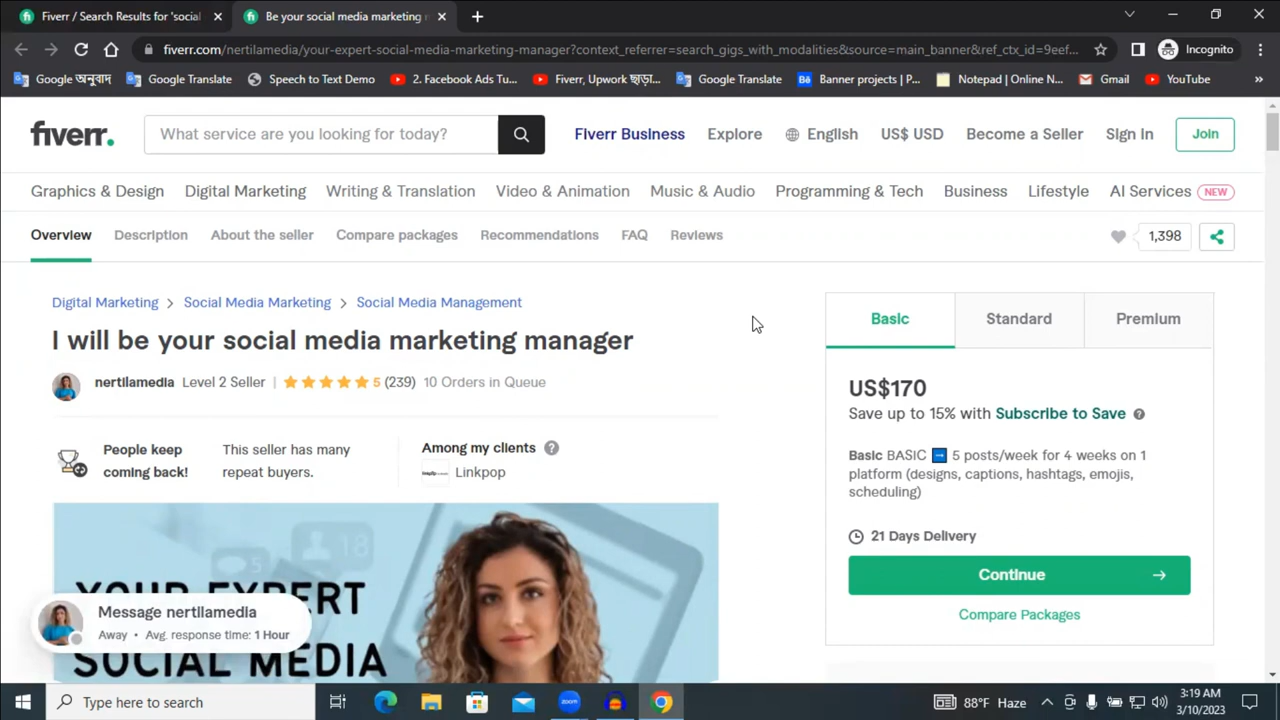 Fiverr / Search Results for 'social
Be your social media marketing
fiverr.com/nertilamedia/your-expert-social-media-marketing-manager?context_referrer=search_gigs_with_modalities&source=main_banner&ref_ctx_id=9eef...
Incognito
Google অনুবাদ
Google Translate
Speech to Text Demo
2. Facebook Ads Tu...
Fiverr, Upwork ছাড়া...
Google Translate
Banner projects | P...
Notepad | Online N...
Gmail
YouTube
»
fiverr.
What service are you looking for today?
Fiverr Business
Explore
English
US$ USD
Become a Seller
Sign In
Join
Graphics & Design
Digital Marketing
Writing & Translation
Video & Animation
Music & Audio
Programming & Tech
Business
Lifestyle
AI Services NEW
Overview
Description
About the seller
Compare packages
Recommendations
FAQ
Reviews
1,398
Digital Marketing > Social Media Marketing > Social Media Management
I will be your social media marketing manager
nertilamedia Level 2 Seller | 5 (239) 10 Orders in Queue
People keep
coming back!
This seller has many
repeat buyers.
Among my clients
Linkpop
YOUR EXPERT
SOCIAL MEDIA
Message nertilamedia
Away • Avg. response time: 1 Hour
Basic
Standard
Premium
US$170
Save up to 15% with Subscribe to Save
Basic BASIC ➡ 5 posts/week for 4 weeks on 1
platform (designs, captions, hashtags, emojis,
scheduling)
21 Days Delivery
Continue
Compare Packages
Type here to search
zoom
88°F Haze
3:19 AM
3/10/2023